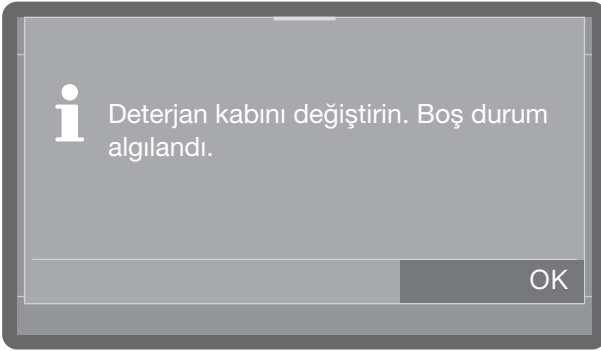 Deterjan kabını değiştirin. Boş durum
algılandı.
OK